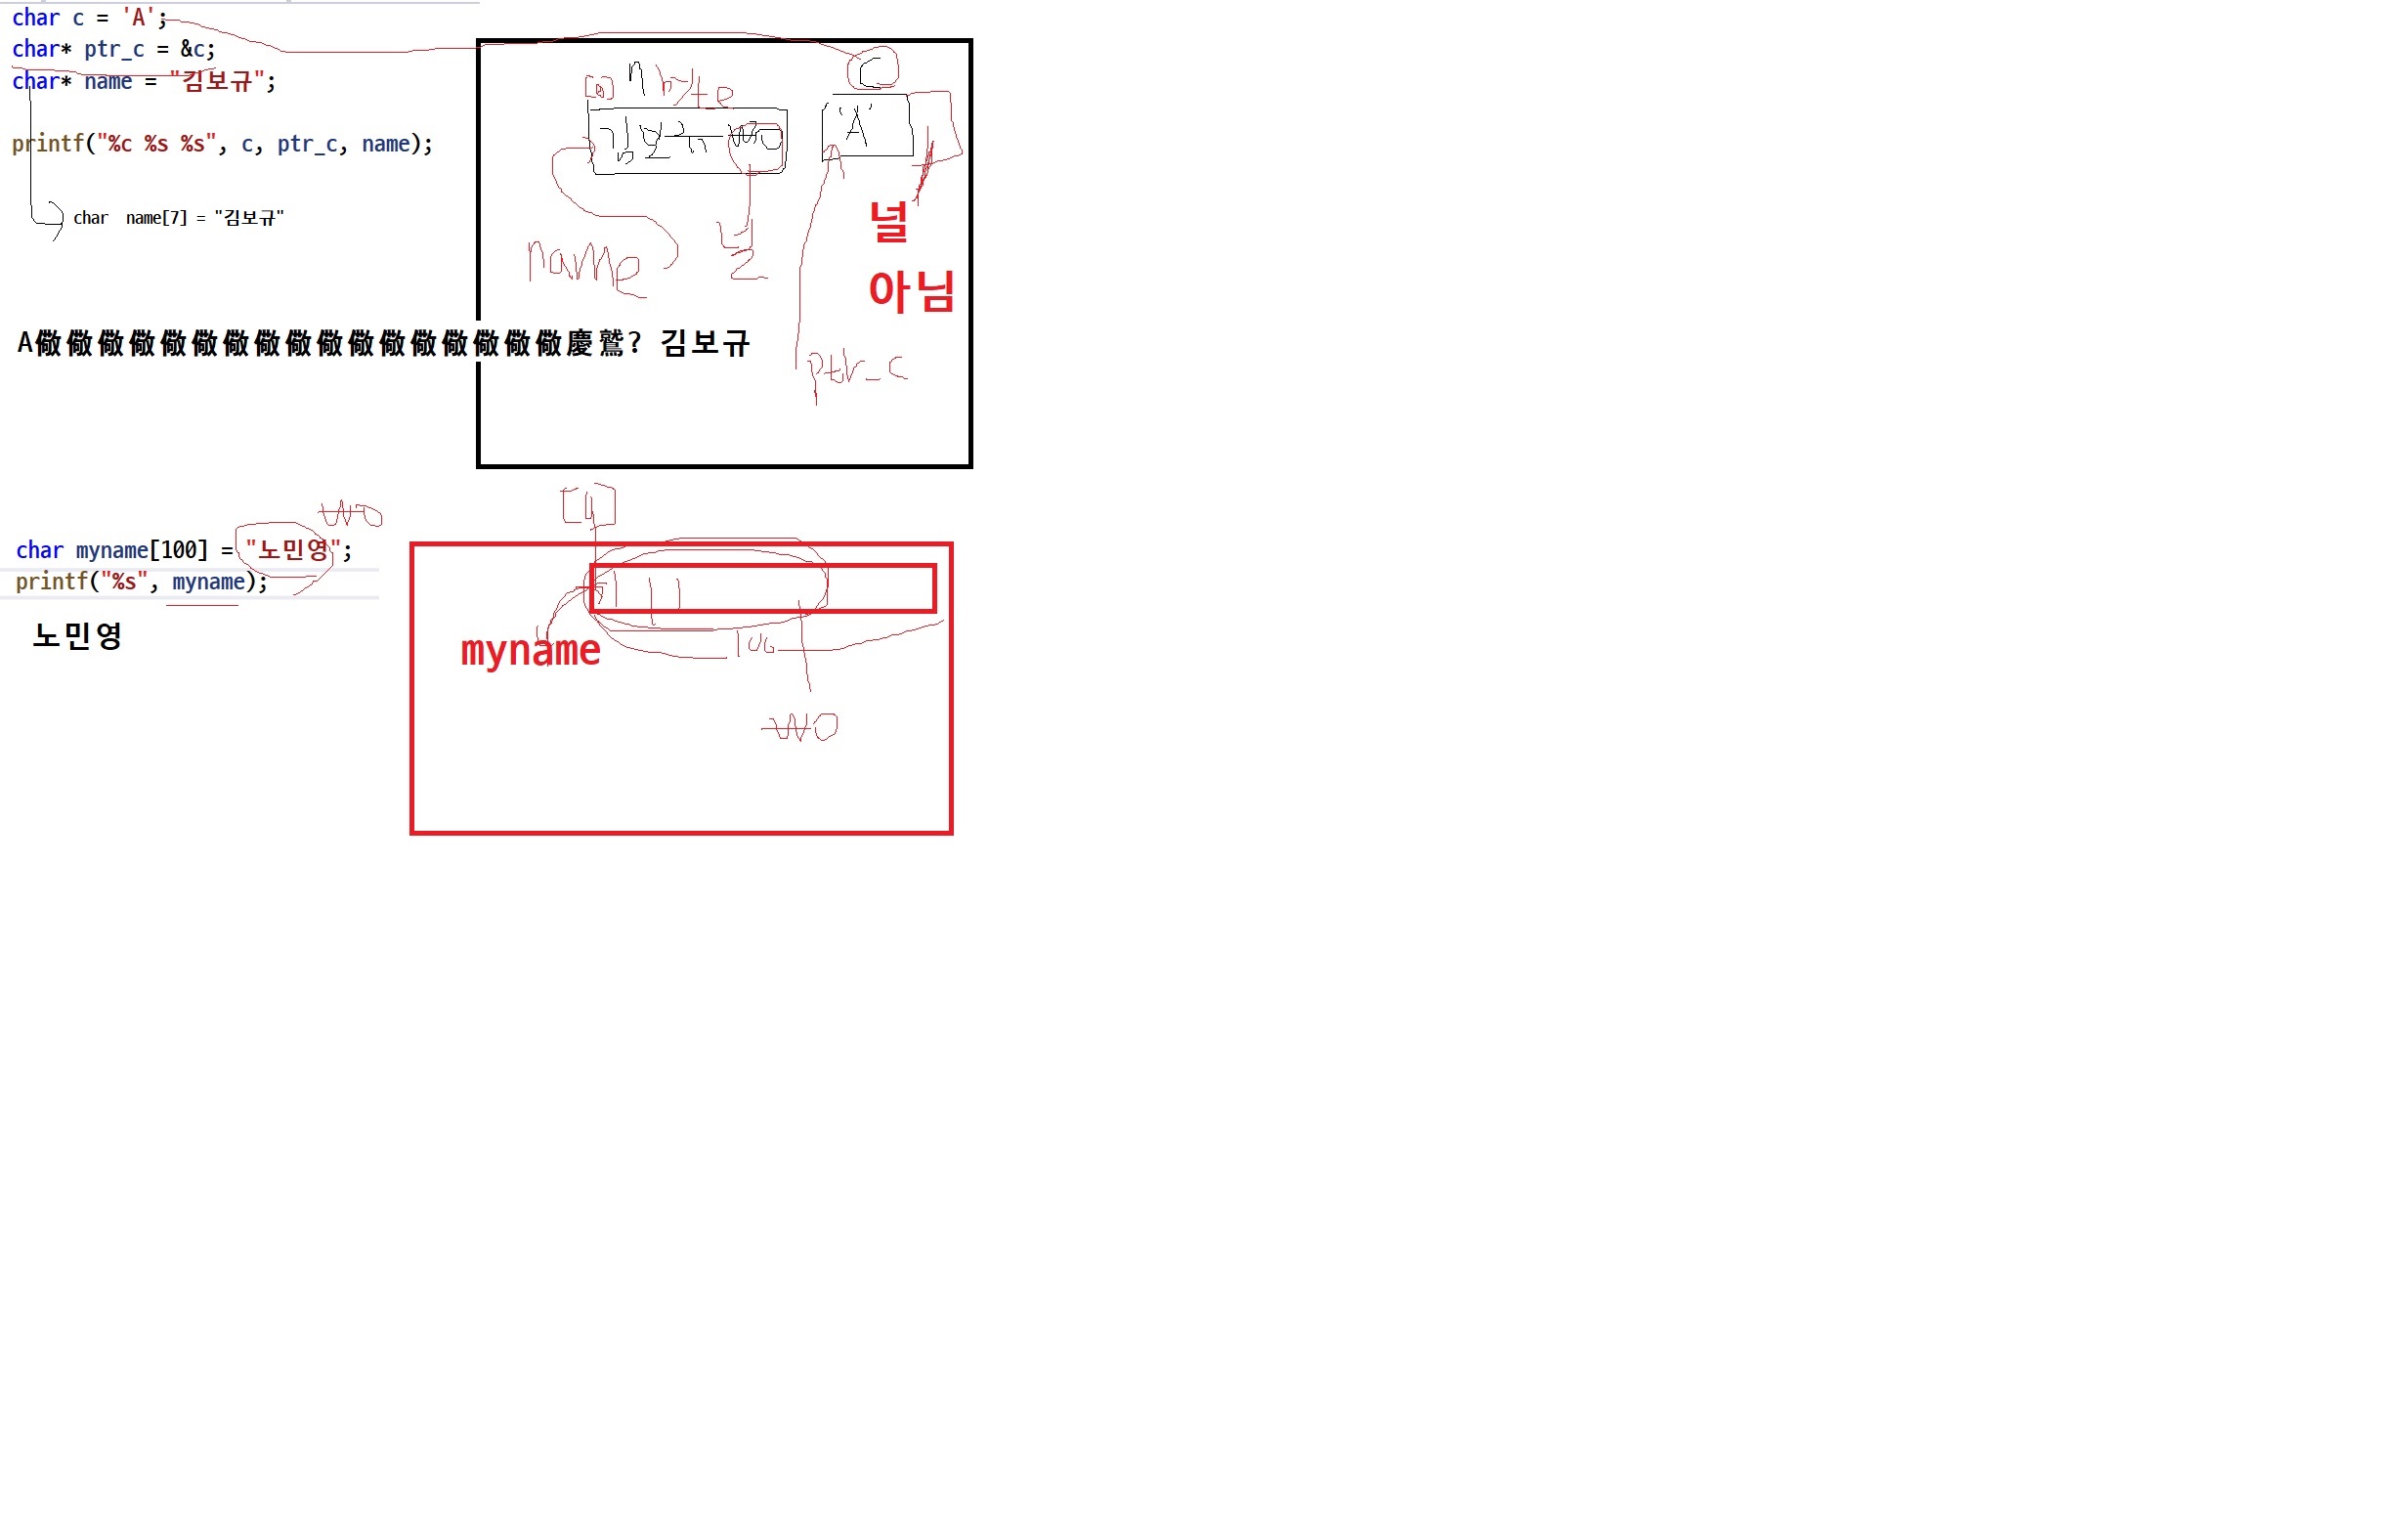 char c = 'A';
char* ptr_c = &c;
char* name = "김보규";
printf("%c %s %s", c, ptr_c, name);
char name[7] = "김보규"
[0] 7 byte
김보규 \0
name
널
C
'A'
널
아님
ptr_c
A儆儆儆儆儆儆儆儆儆儆儆儆儆儆儆儆儆慶鷲? 김보규
\0
char myname[100] = "노민영";
printf("%s", myname);
노민영
[0]
myname
100
\0